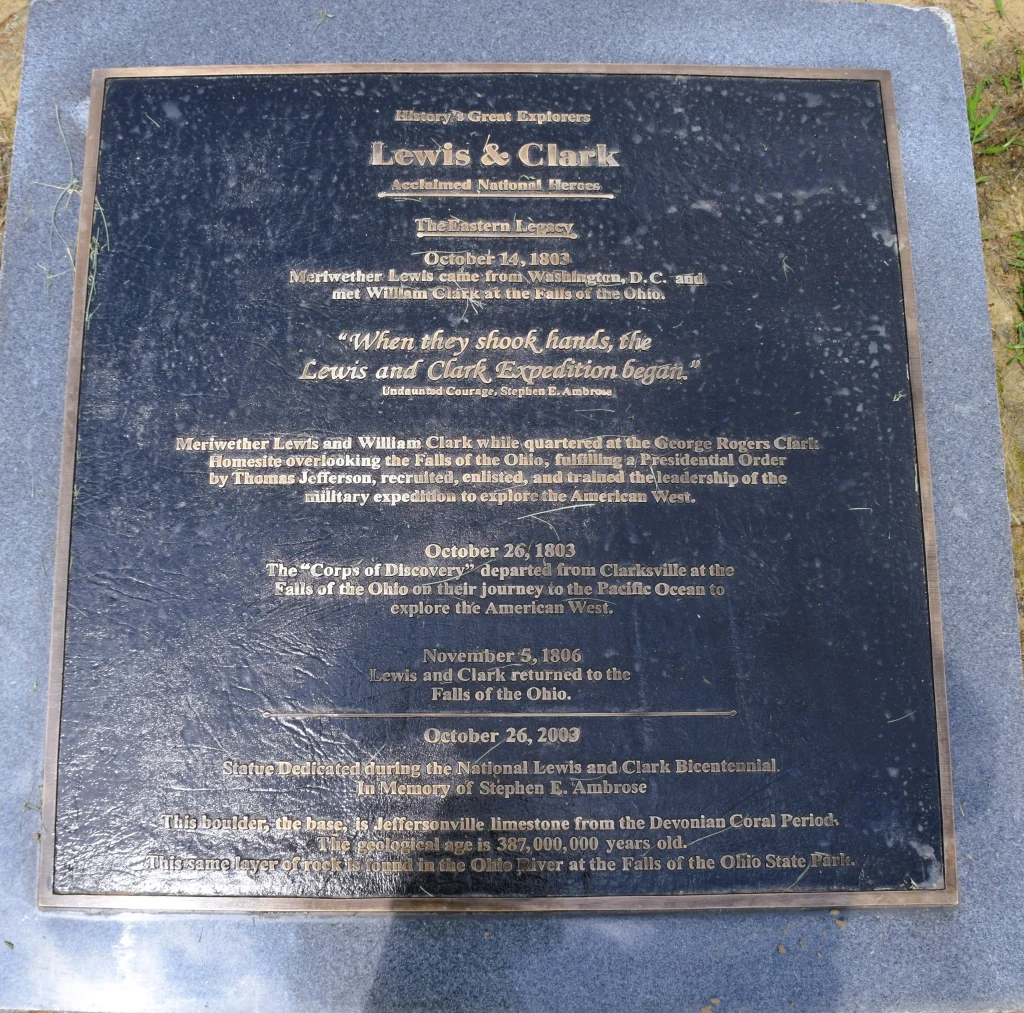 History's Great Explorers
Lewis & Clark
Acclaimed National Heroes
The Eastern Legacy
October 14, 1803
Meriwether Lewis came from Washington, D.C. and
met William Clark at the Falls of the Ohio.
"When they shook hands, the
Lewis and Clark Expedition began."
Undaunted Courage, Stephen E. Ambrose
Meriwether Lewis and William Clark while quartered at the George Rogers Clark
Homesite overlooking the Falls of the Ohio, fulfilling a Presidential Order
by Thomas Jefferson, recruited, enlisted, and trained the leadership of the
military expedition to explore the American West.
October 26, 1803
The "Corps of Discovery" departed from Clarksville at the
Falls of the Ohio on their journey to the Pacific Ocean to
explore the American West.
November 5, 1806
Lewis and Clark returned to the
Falls of the Ohio.
October 26, 2003
Statue Dedicated during the National Lewis and Clark Bicentennial
In Memory of Stephen E. Ambrose
This boulder, the base, is Jeffersonville limestone from the Devonian Coral Period.
The geological age is 387,000,000 years old.
This same layer of rock is found in the Ohio River at the Falls of the Ohio State Park.